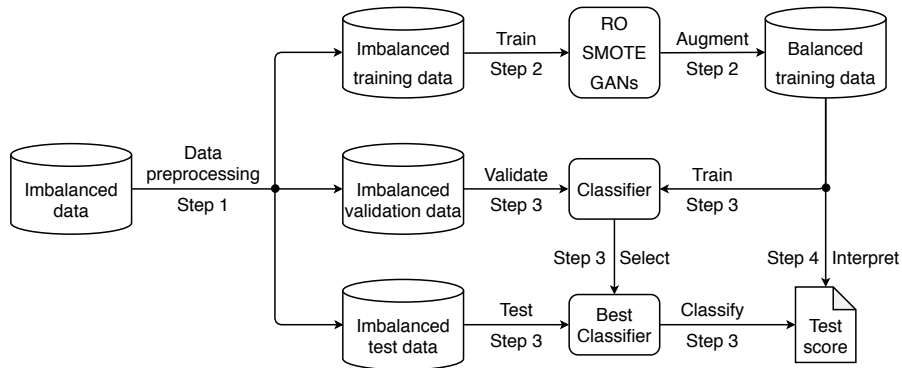 Imbalanced
training data
Train
Step 2
RO
SMOTE
GANs
Augment
Step 2
Balanced
training data
Imbalanced
data
Data
preprocessing
Step 1
Imbalanced
validation data
Validate
Step 3
Classifier
Train
Step 3
Step 3
Select
Step 4
Interpret
Imbalanced
test data
Test
Step 3
Best
Classifier
Classify
Step 3
Test
score